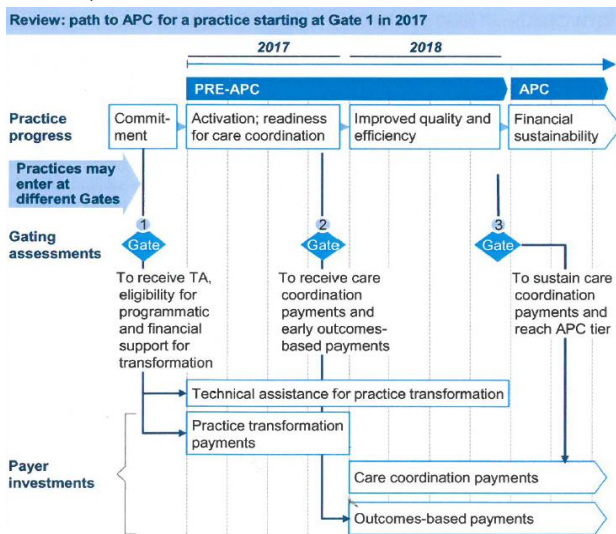 Review: path to APC for a practice starting at Gate 1 in 2017
2017
2018
PRE-APC
APC
Practice
progress
Commit-
ment
Activation; readiness
for care coordination
Improved quality and
efficiency
Financial
sustainability
Practices may
enter at
different Gates
Gating
assessments
1
Gate
2
Gate
3
Gate
To receive TA,
eligibility for
programmatic
and financial
support for
transformation
To receive care
coordination
payments and
early outcomes-
based payments
To sustain care
coordination
payments and
reach APC tier
Technical assistance for practice transformation
Practice transformation
payments
Payer
investments
Care coordination payments
Outcomes-based payments